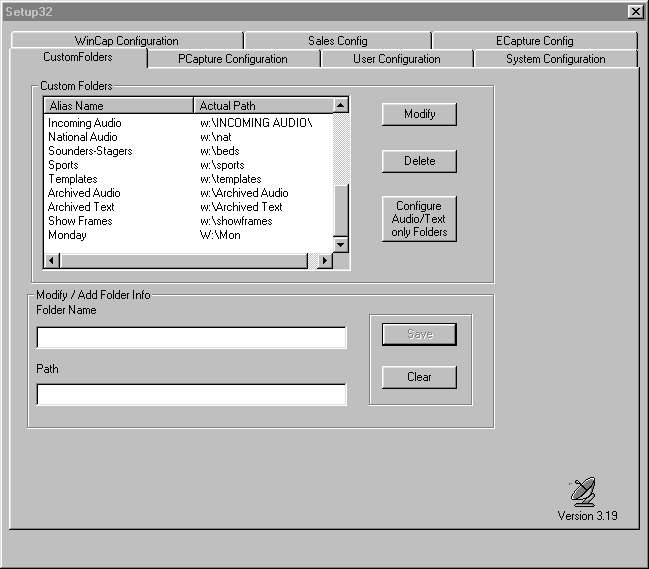 Setup32
WinCap Configuration Sales Config ECapture Config
CustomFolders PCapture Configuration User Configuration System Configuration
Custom Folders
Alias Name Actual Path
Incoming Audio w:\INCOMING AUDIO\
National Audio w:\nat
Sounders-Stagers w:\beds
Sports w:\sports
Templates w:\templates
Archived Audio w:\Archived Audio
Archived Text w:\Archived Text
Show Frames w:\showframes
Monday W:\Mon
Modify
Delete
Configure
Audio/Text
only Folders
Modify / Add Folder Info
Folder Name
Save
Path
Clear
Version 3.19